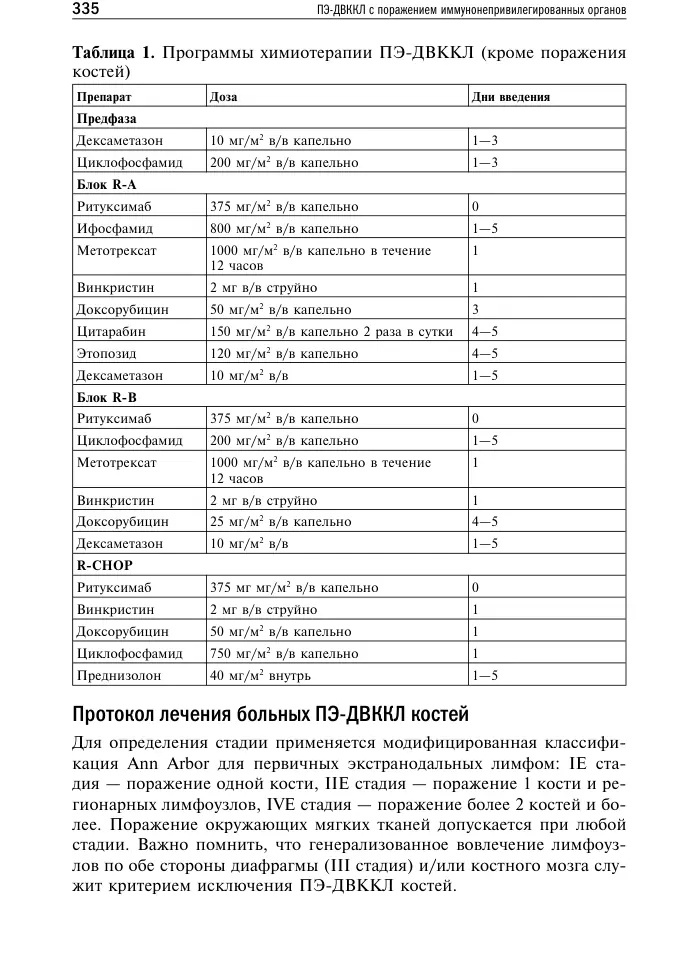 335 ПЭ-ДВККЛ с поражением иммунонепривилегированных органов
Таблица 1. Программы химиотерапии ПЭ-ДВККЛ (кроме поражения
костей)
Препарат Доза Дни введения
Предфаза
Дексаметазон 10 мг/м² в/в капельно 1—3
Циклофосфамид 200 мг/м² в/в капельно 1—3
Блок R-A
Ритуксимаб 375 мг/м² в/в капельно 0
Ифосфамид 800 мг/м² в/в капельно 1—5
Метотрексат 1000 мг/м² в/в капельно в течение 1
12 часов
Винкристин 2 мг в/в струйно 1
Доксорубицин 50 мг/м² в/в капельно 3
Цитарабин 150 мг/м² в/в капельно 2 раза в сутки 4—5
Этопозид 120 мг/м² в/в капельно 4—5
Дексаметазон 10 мг/м² в/в 1—5
Блок R-B
Ритуксимаб 375 мг/м² в/в капельно 0
Циклофосфамид 200 мг/м² в/в капельно 1—5
Метотрексат 1000 мг/м² в/в капельно в течение 1
12 часов
Винкристин 2 мг в/в струйно 1
Доксорубицин 25 мг/м² в/в капельно 4—5
Дексаметазон 10 мг/м² в/в 1—5
R-CHOP
Ритуксимаб 375 мг мг/м² в/в капельно 0
Винкристин 2 мг в/в струйно 1
Доксорубицин 50 мг/м² в/в капельно 1
Циклофосфамид 750 мг/м² в/в капельно 1
Преднизолон 40 мг/м² внутрь 1—5
Протокол лечения больных ПЭ-ДВККЛ костей
Для определения стадии применяется модифицированная классифи-
кация Ann Arbor для первичных экстранодальных лимфом: IE ста-
дия — поражение одной кости, IIE стадия — поражение 1 кости и ре-
гионарных лимфоузлов, IVE стадия — поражение более 2 костей и бо-
лее. Поражение окружающих мягких тканей допускается при любой
стадии. Важно помнить, что генерализованное вовлечение лимфоуз-
лов по обе стороны диафрагмы (III стадия) и/или костного мозга слу-
жит критерием исключения ПЭ-ДВККЛ костей.